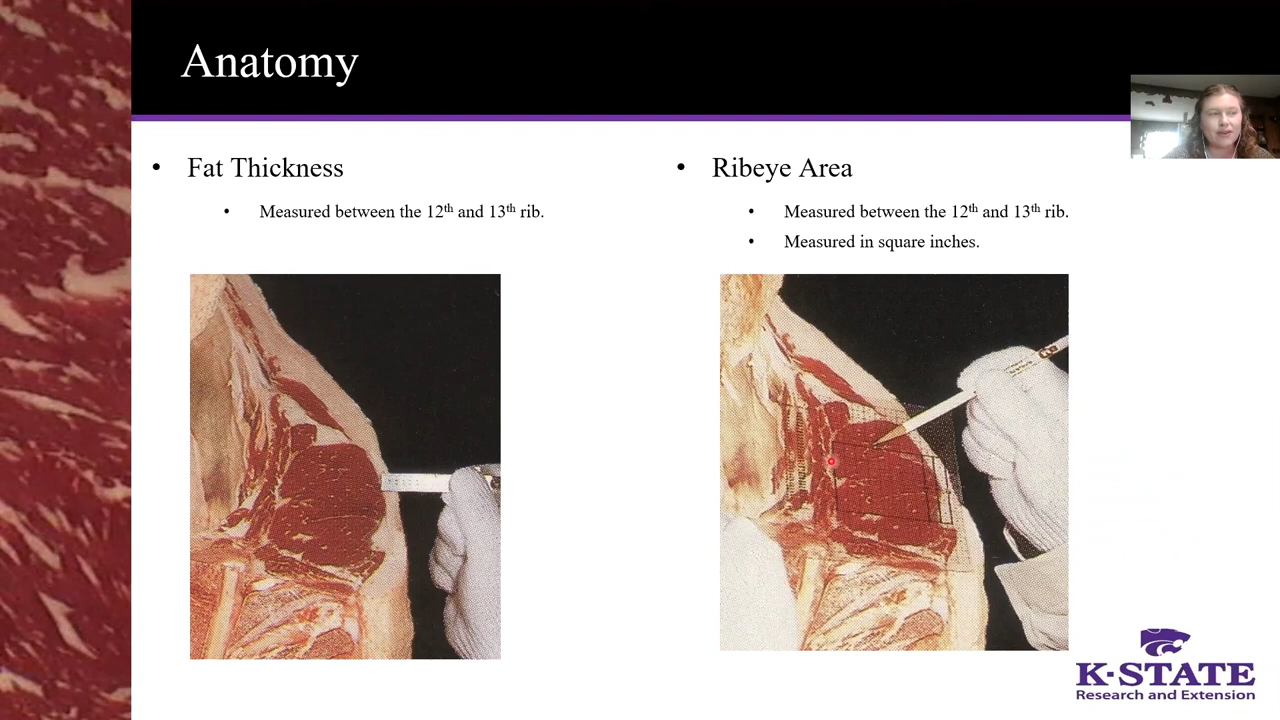 Anatomy
• Fat Thickness
• Measured between the 12th and 13th rib.
• Ribeye Area
• Measured between the 12th and 13th rib.
• Measured in square inches.
K-STATE
Research and Extension